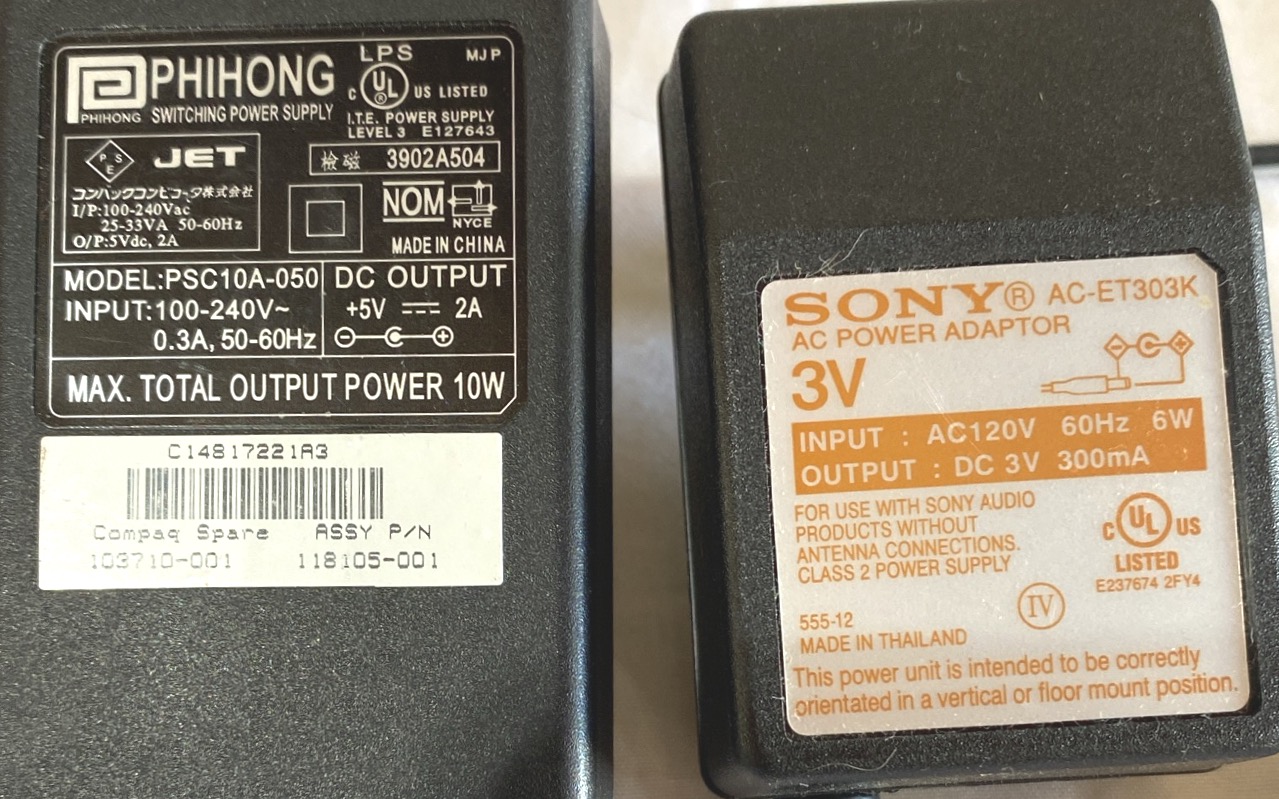 PHIHONG
PHIHONG
SWITCHING POWER SUPPLY
LPS
MJP
C UL ® US LISTED
I.T.E. POWER SUPPLY
LEVEL 3 E127643
PSE JET
コンパックコンピュータ株式会社
I/P:100-240Vac
25-33VA 50-60Hz
O/P:5Vdc, 2A
檢磁 3902A504
NOM
NYCE
MADE IN CHINA
MODEL:PSC10A-050
INPUT:100-240V~
0.3A, 50-60Hz
DC OUTPUT
+5V 2A
MAX. TOTAL OUTPUT POWER 10W
C14817221A3
Compaq Spare ASSY P/N
103710-001 118105-001
SONY® AC-ET303K
AC POWER ADAPTOR
3V
INPUT : AC120V 60Hz 6W
OUTPUT : DC 3V 300mA
FOR USE WITH SONY AUDIO
PRODUCTS WITHOUT
ANTENNA CONNECTIONS.
CLASS 2 POWER SUPPLY
C UL US
LISTED
E237674 2FY4
IV
555-12
MADE IN THAILAND
This power unit is intended to be correctly
orientated in a vertical or floor mount position.